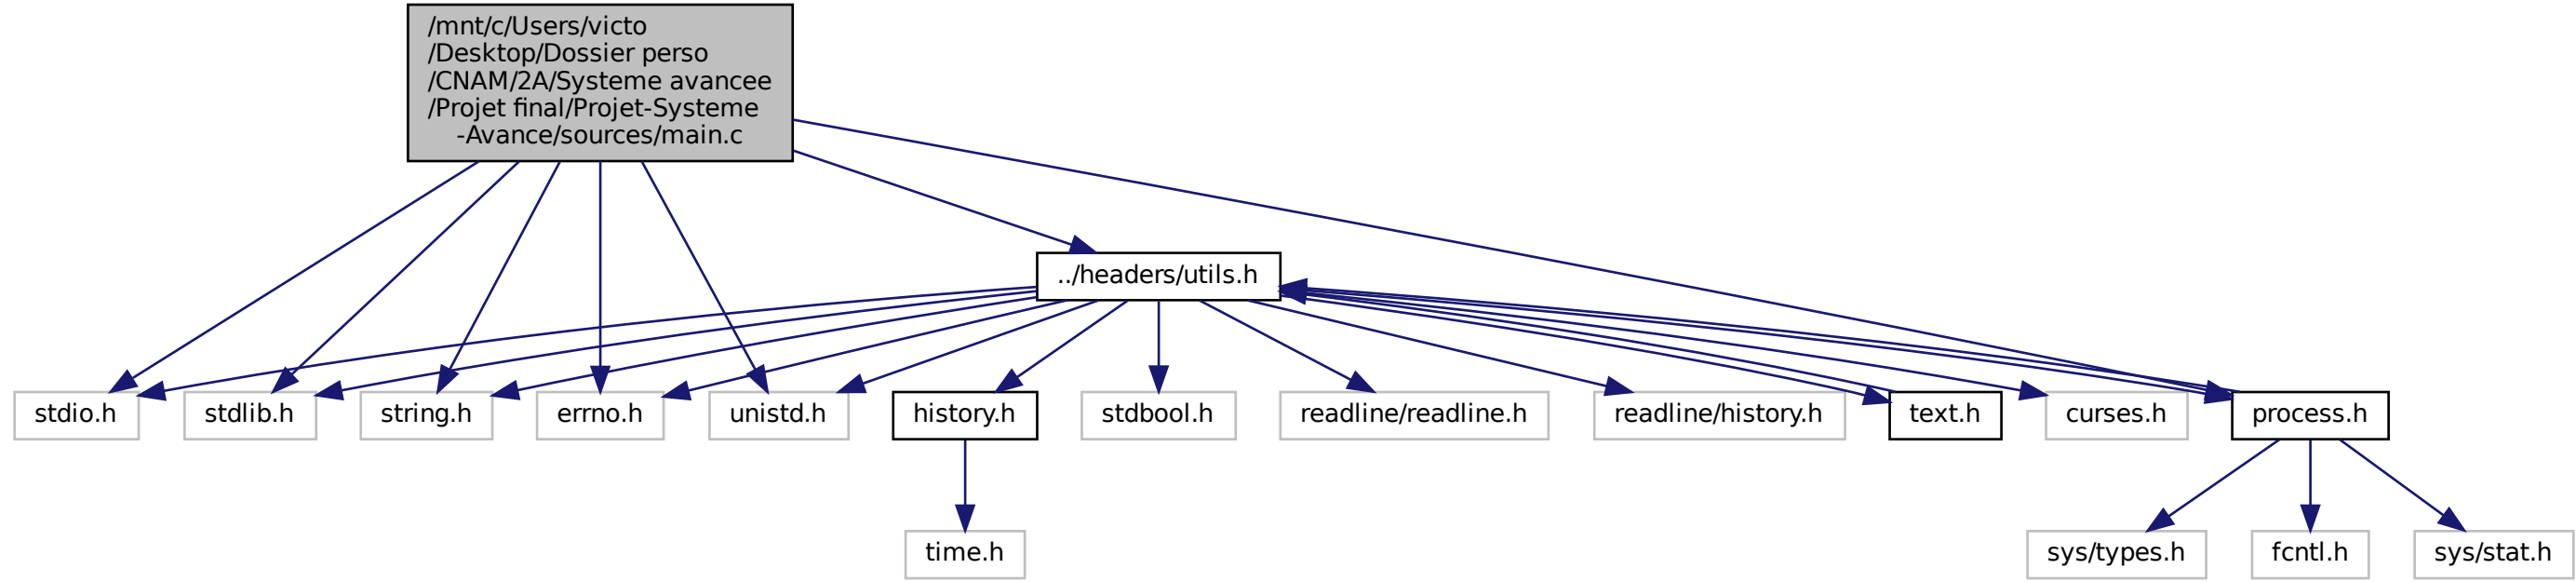 /mnt/c/Users/victo
/Desktop/Dossier perso
/CNAM/2A/Systeme avancee
/Projet final/Projet-Systeme
-Avance/sources/main.c
../headers/utils.h
stdio.h
stdlib.h
string.h
errno.h
unistd.h
history.h
stdbool.h
readline/readline.h
readline/history.h
text.h
curses.h
process.h
time.h
sys/types.h
fcntl.h
sys/stat.h